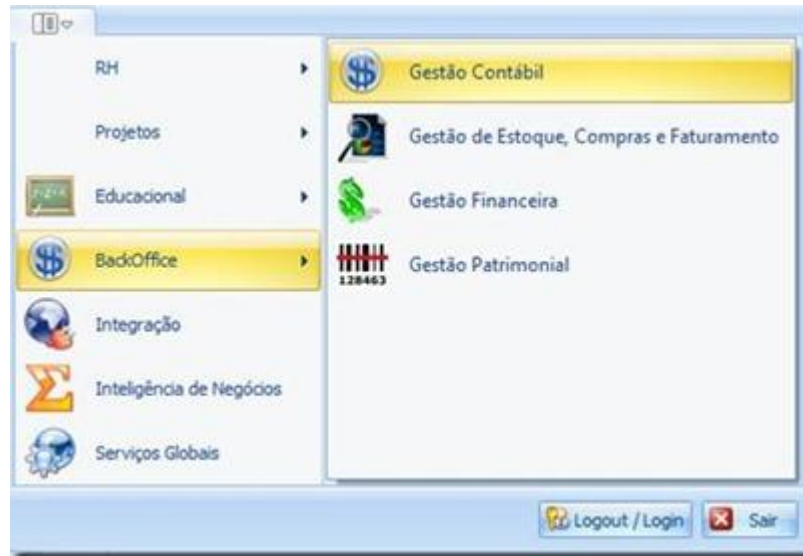 RH
Projetos
Educacional
BackOffice
Integração
Inteligência de Negócios
Serviços Globais
Gestão Contábil
Gestão de Estoque, Compras e Faturamento
Gestão Financeira
128463
Gestão Patrimonial
Logout / Login
Sair